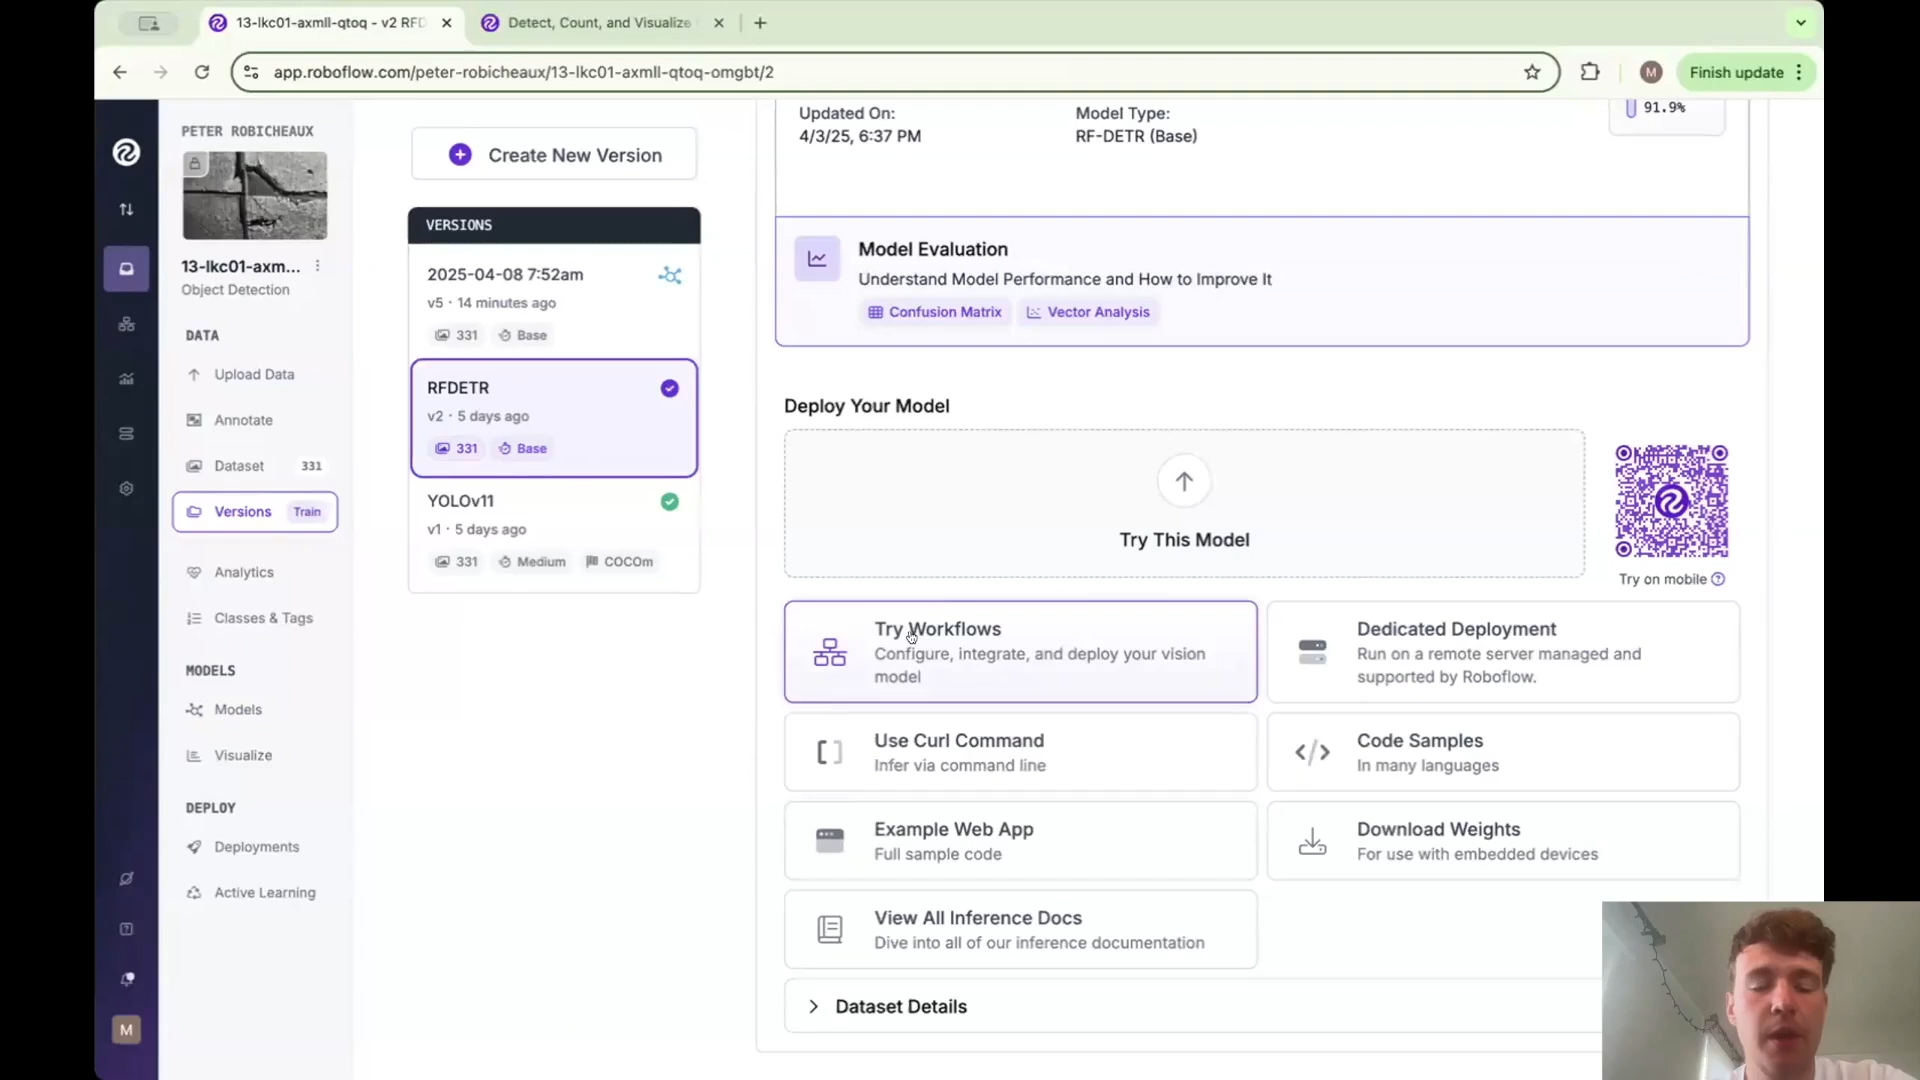 13-lkc01-axmll-qtoq - v2 RFD
Detect, Count, and Visualize
app.roboflow.com/peter-robicheaux/13-lkc01-axmll-qtoq-omgbt/2
M
Finish update
PETER ROBICHEAUX
13-lkc01-axm...
Object Detection
DATA
Upload Data
Annotate
Dataset 331
Versions Train
Analytics
Classes & Tags
MODELS
Models
Visualize
DEPLOY
Deployments
Active Learning
M
Create New Version
VERSIONS
2025-04-08 7:52am
v5 · 14 minutes ago
331 Base
RFDETR
v2 · 5 days ago
331 Base
YOLOv11
v1 · 5 days ago
331 Medium COCOm
Updated On:
4/3/25, 6:37 PM
Model Type:
RF-DETR (Base)
91.9%
Model Evaluation
Understand Model Performance and How to Improve It
Confusion Matrix
Vector Analysis
Deploy Your Model
Try This Model
Try on mobile
Try Workflows
Configure, integrate, and deploy your vision
model
Dedicated Deployment
Run on a remote server managed and
supported by Roboflow.
Use Curl Command
Infer via command line
Code Samples
In many languages
Example Web App
Full sample code
Download Weights
For use with embedded devices
View All Inference Docs
Dive into all of our inference documentation
Dataset Details